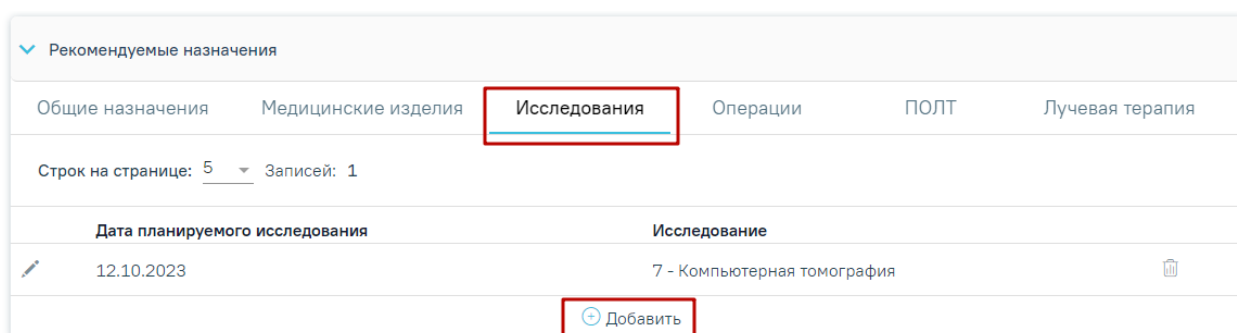 Рекомендуемые назначения
Общие назначения Медицинские изделия Исследования Операции ПОЛТ Лучевая терапия
Строк на странице: 5 Записей: 1
Дата планируемого исследования Исследование
12.10.2023 7 - Компьютерная томография
Добавить